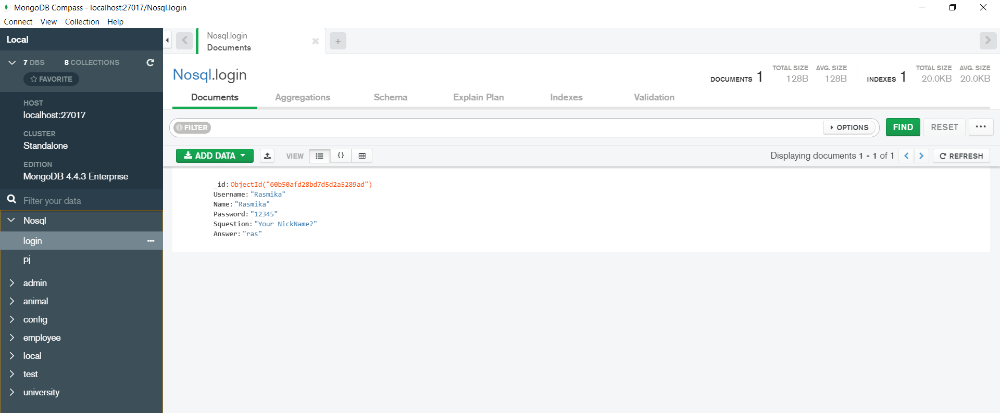 MongoDB Compass - localhost:27017/Nosql.login
Connect View Collection Help
Local
7 DBS 8 COLLECTIONS
FAVORITE
HOST
localhost:27017
CLUSTER
Standalone
EDITION
MongoDB 4.4.3 Enterprise
Filter your data
Nosql
login
pj
admin
animal
config
employee
local
test
university
Nosql.login
Documents
Nosql.login
DOCUMENTS 1 TOTAL SIZE 128B AVG. SIZE 128B INDEXES 1 TOTAL SIZE 20.0KB AVG. SIZE 20.0KB
Documents Aggregations Schema Explain Plan Indexes Validation
FILTER OPTIONS FIND RESET ...
ADD DATA VIEW {} Displaying documents 1 - 1 of 1 REFRESH
_id: ObjectId("60b50afd28bd7d5d2a5289ad")
Username: "Rasmika"
Name: "Rasmika"
Password: "12345"
Squestion: "Your NickName?"
Answer: "ras"